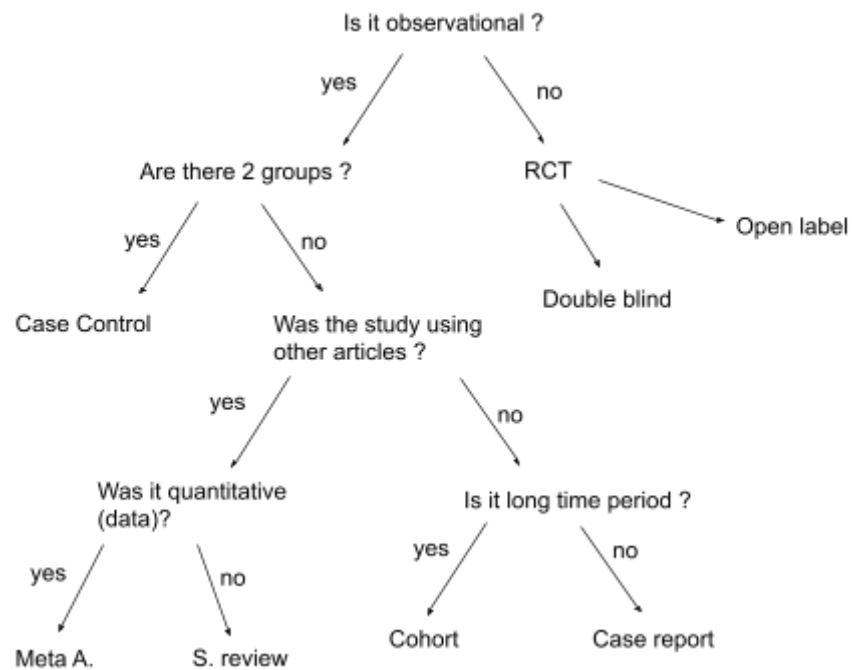 Is it observational ?
yes
no
Are there 2 groups ?
RCT
yes
no
Open label
Double blind
Case Control
Was the study using
other articles ?
yes
no
Was it quantitative
(data)?
Is it long time period ?
yes
no
yes
no
Meta A.
S. review
Cohort
Case report